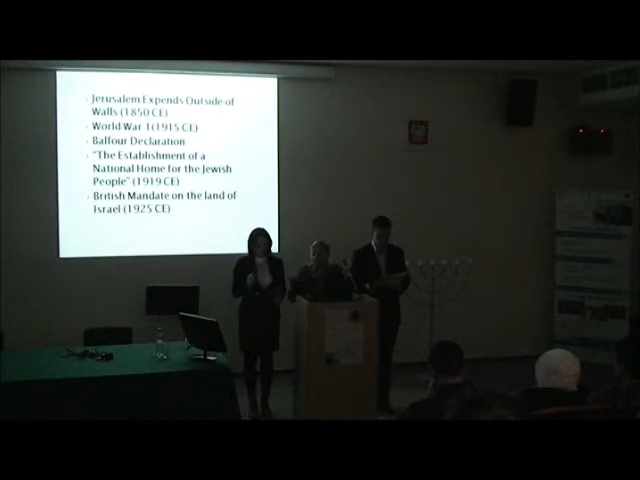 Jerusalem Expends Outside of
Walls (1850 CE)
World War 1(1915 CE)
Balfour Declaration
"The Establishment of a
National Home for the Jewish
People" (1919 CE)
British Mandate on the land of
Israel (1925 CE)